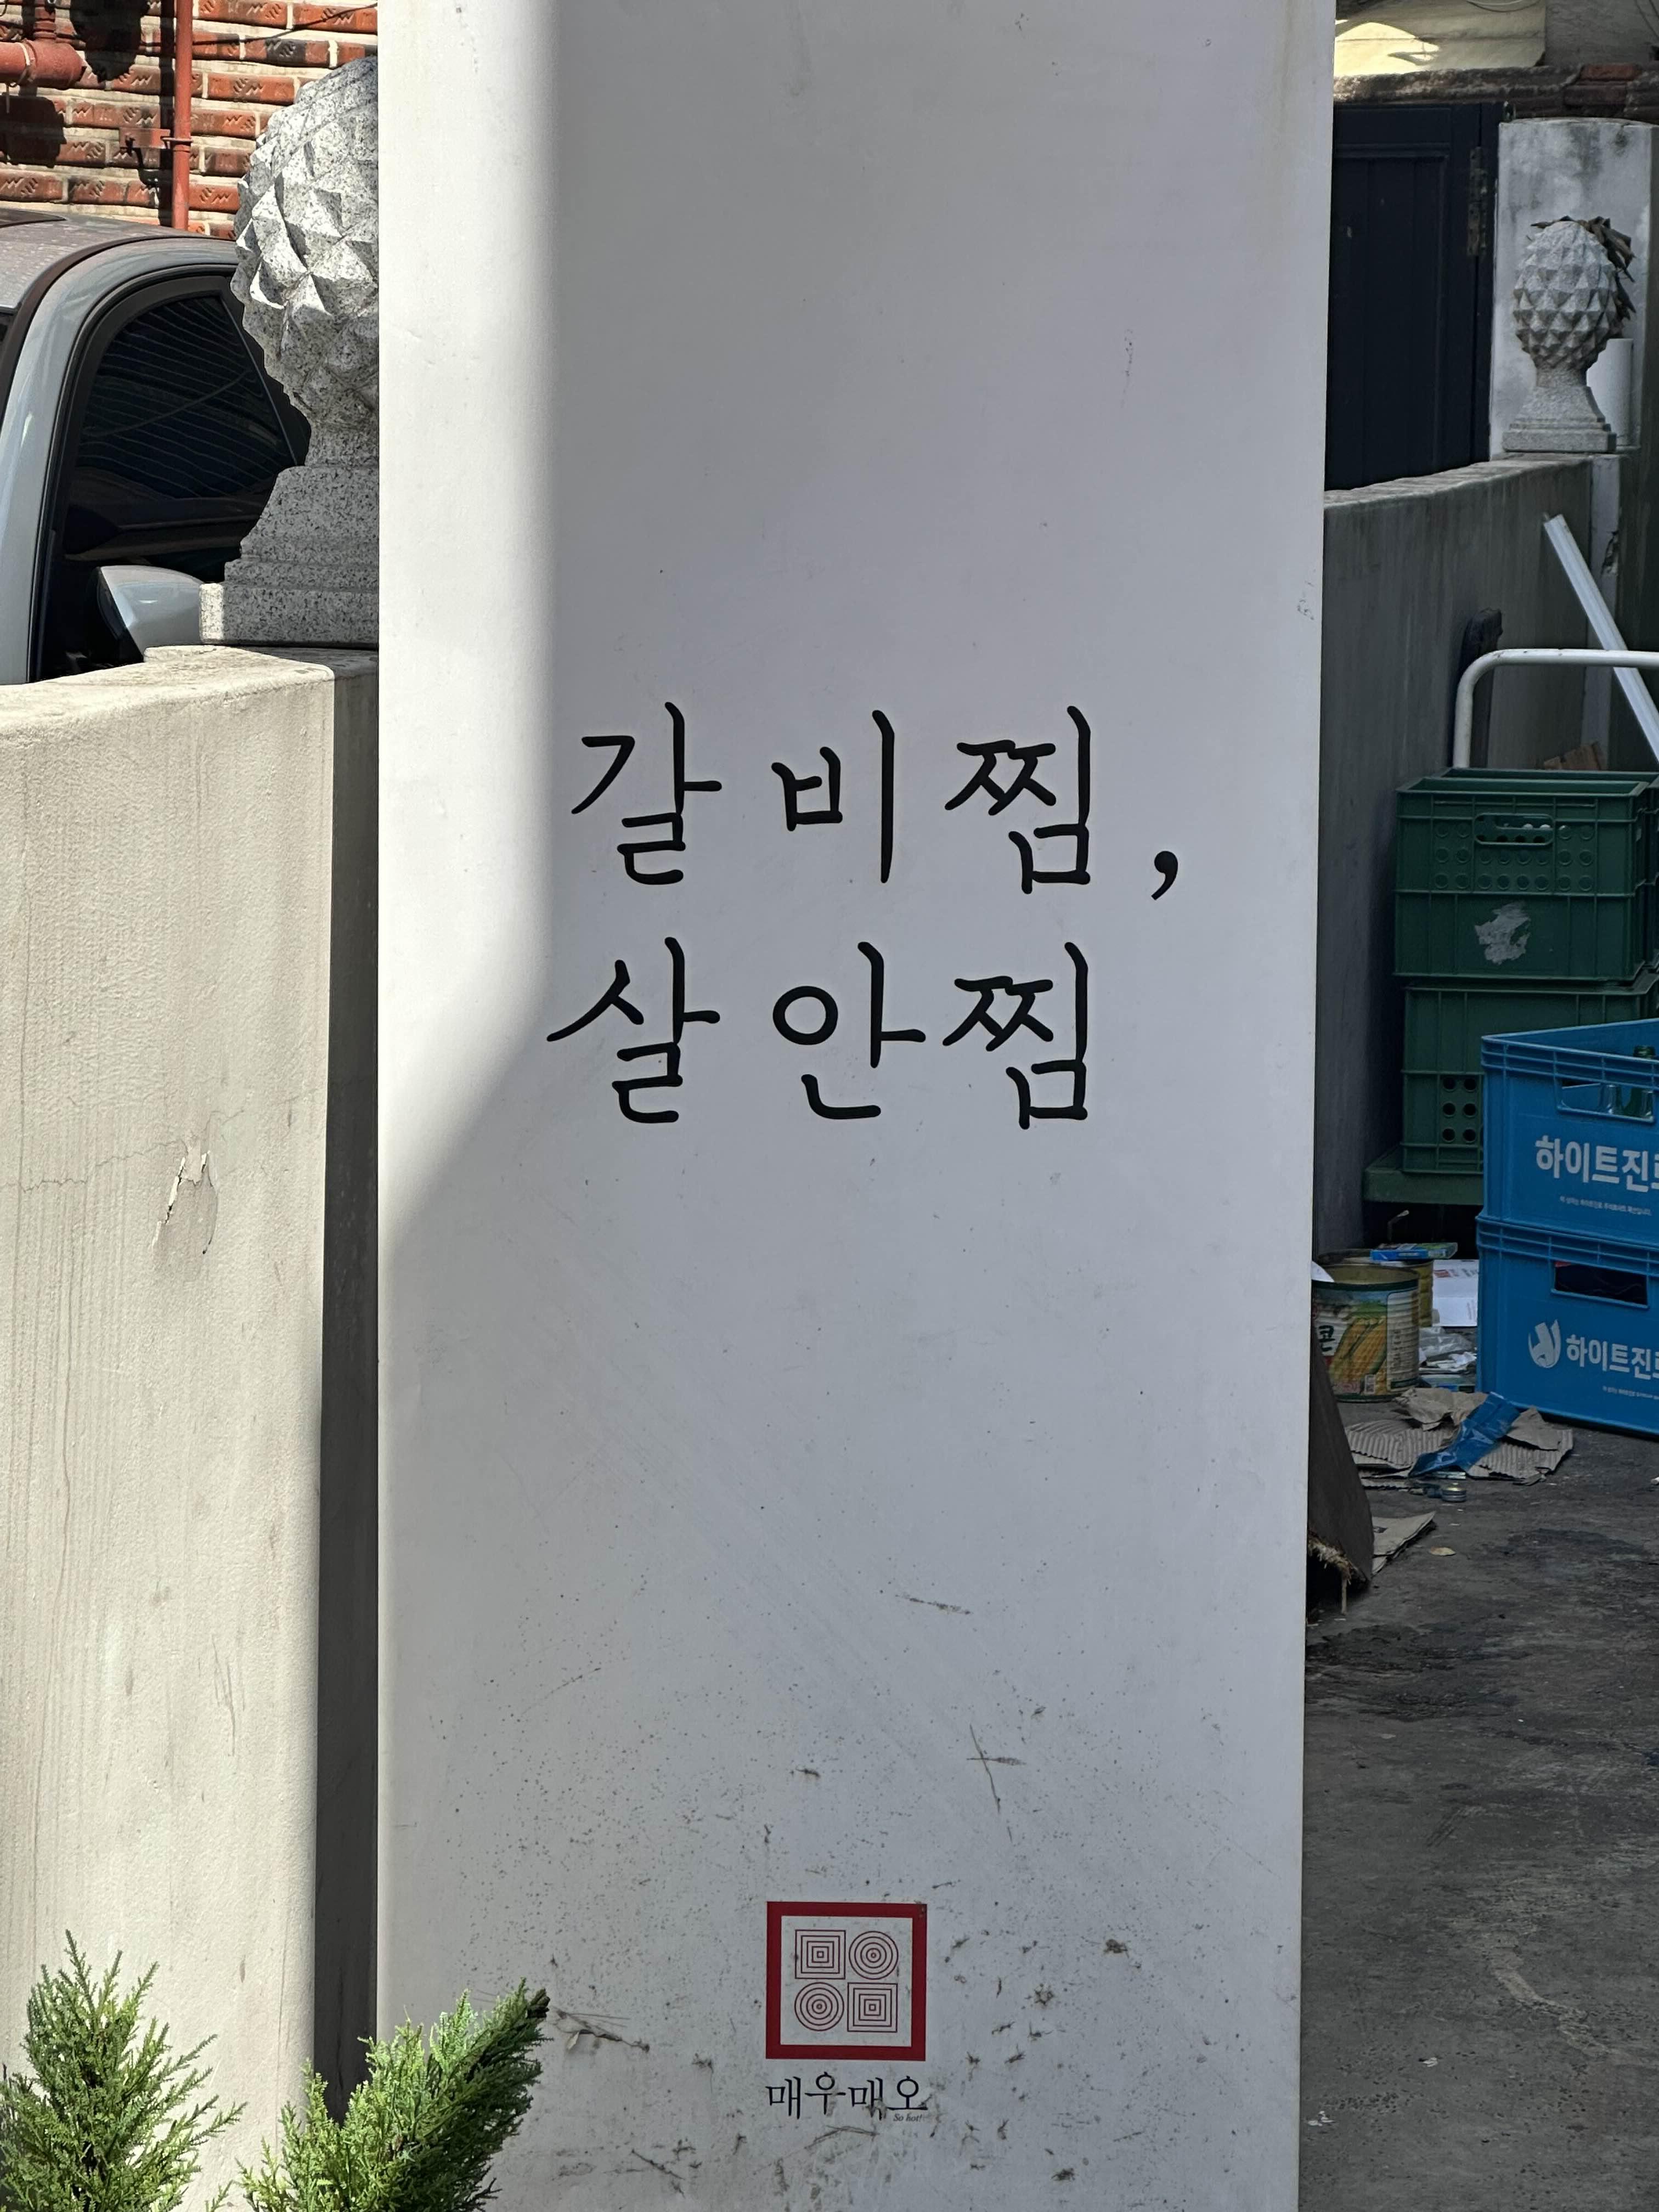 갈비찜,
살안찜
매우매오
So hot!
하이트진로
하이트진로
콘